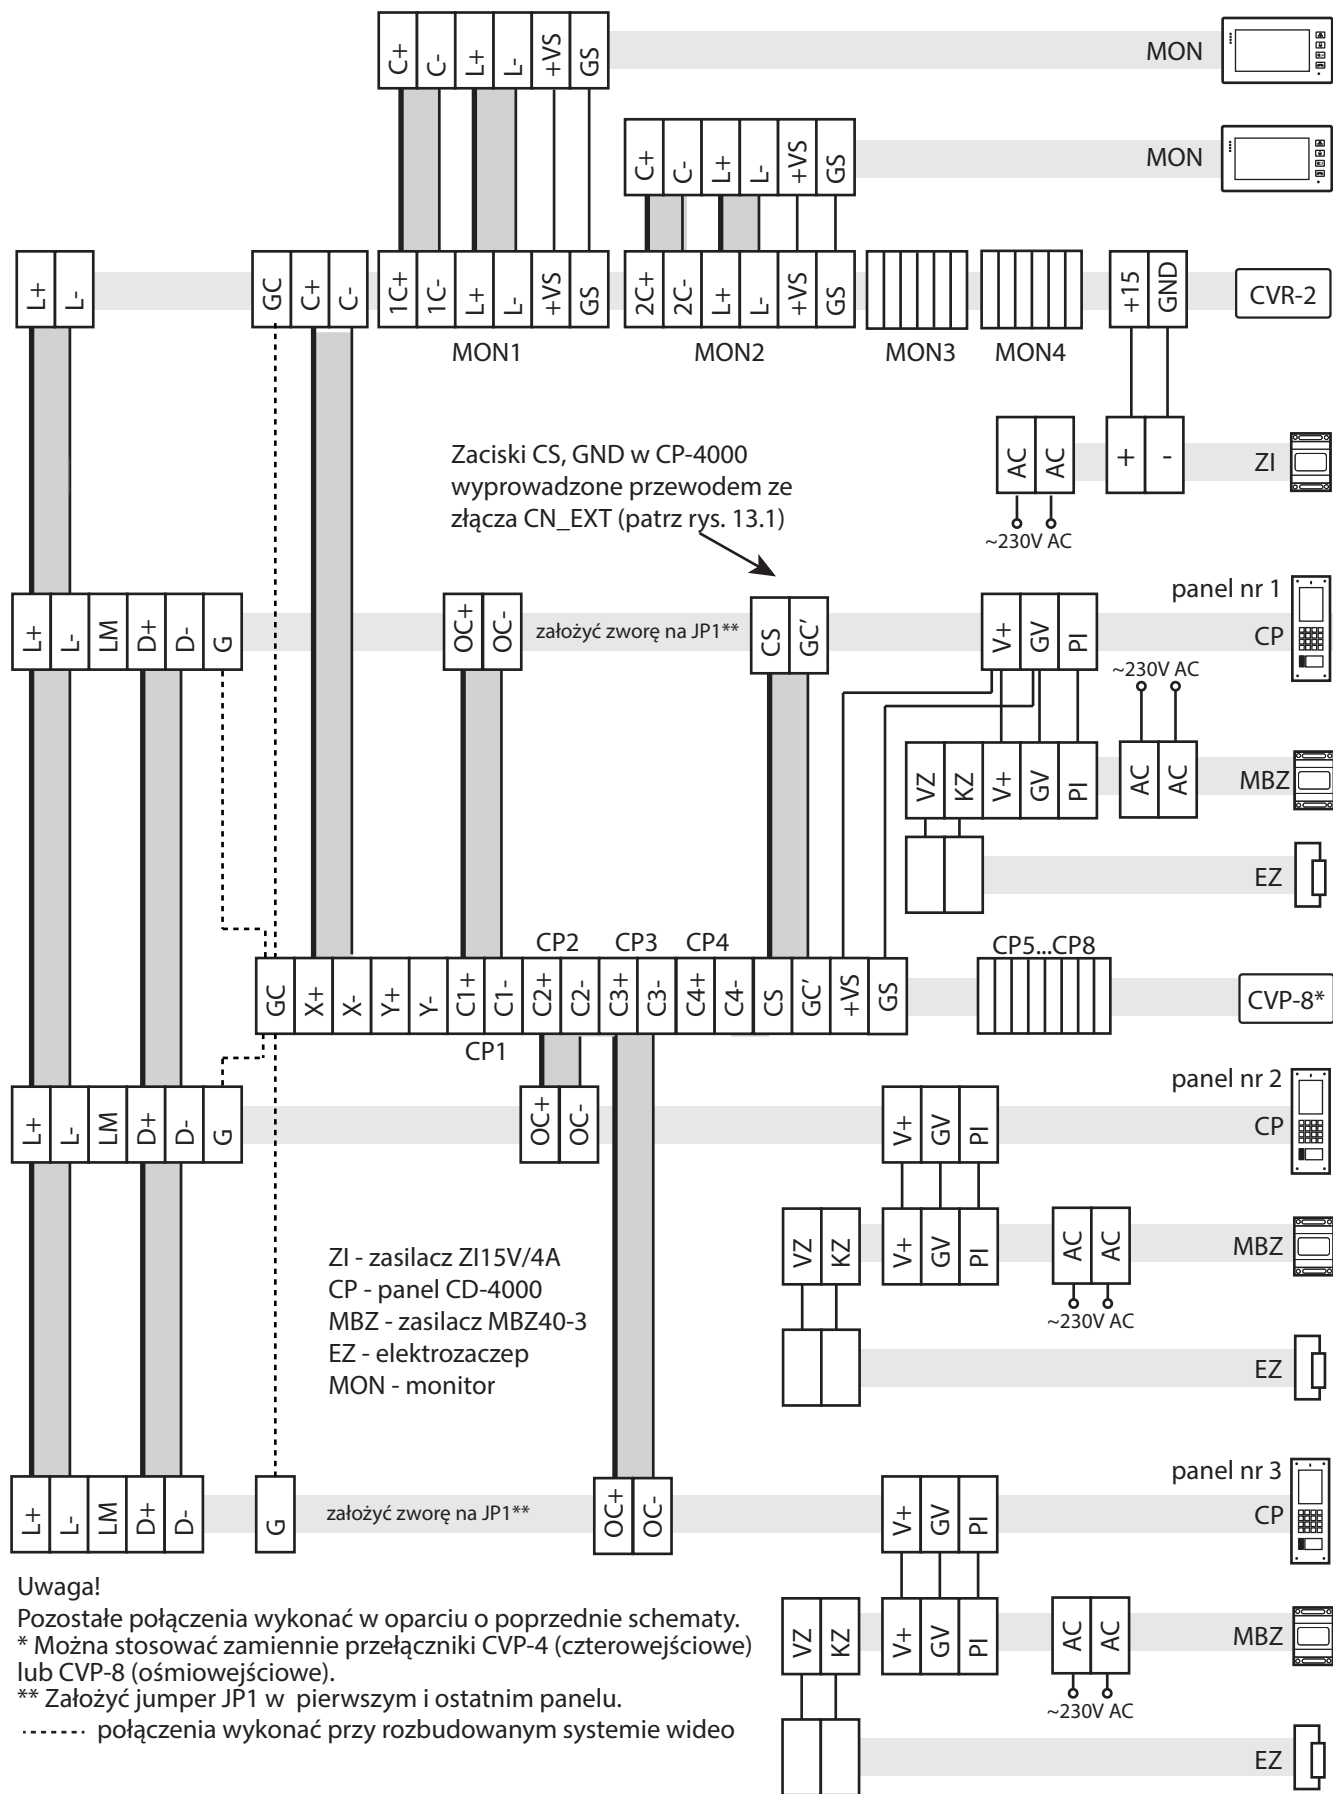 C+ C- L+ L- +VS GS MON
C+ C- L+ L- +VS GS MON
L+ L- GC C+ C- 1C+ 1C- L+ L- +VS GS 2C+ 2C- L+ L- +VS GS +15 GND CVR-2
MON1 MON2 MON3 MON4
Zaciski CS, GND w CP-4000
wyprowadzone przewodem ze
złącza CN_EXT (patrz rys. 13.1)
AC AC + - ZI
~230V AC
panel nr 1
L+ L- LM D+ D- G OC+ OC- założyć zworę na JP1** CS GC' V+ GV PI CP
~230V AC
VZ KZ V+ GV PI AC AC MBZ
EZ
CP2 CP3 CP4 CP5...CP8
GC X+ X- Y+ Y- C1+ C1- C2+ C2- C3+ C3- C4+ C4- CS GC' +VS GS CVP-8*
CP1
panel nr 2
L+ L- LM D+ D- G OC+ OC- V+ GV PI CP
VZ KZ V+ GV PI AC AC MBZ
~230V AC
ZI - zasilacz ZI15V/4A
CP - panel CD-4000
MBZ - zasilacz MBZ40-3
EZ - elektrozaczep
MON - monitor
EZ
panel nr 3
L+ L- LM D+ D- G założyć zworę na JP1** OC+ OC- V+ GV PI CP
VZ KZ V+ GV PI AC AC MBZ
~230V AC
EZ
Uwaga!
Pozostałe połączenia wykonać w oparciu o poprzednie schematy.
* Można stosować zamiennie przełączniki CVP-4 (czterowejściowe)
lub CVP-8 (ośmiowejściowe).
** Założyć jumper JP1 w pierwszym i ostatnim panelu.
------- połączenia wykonać przy rozbudowanym systemie wideo